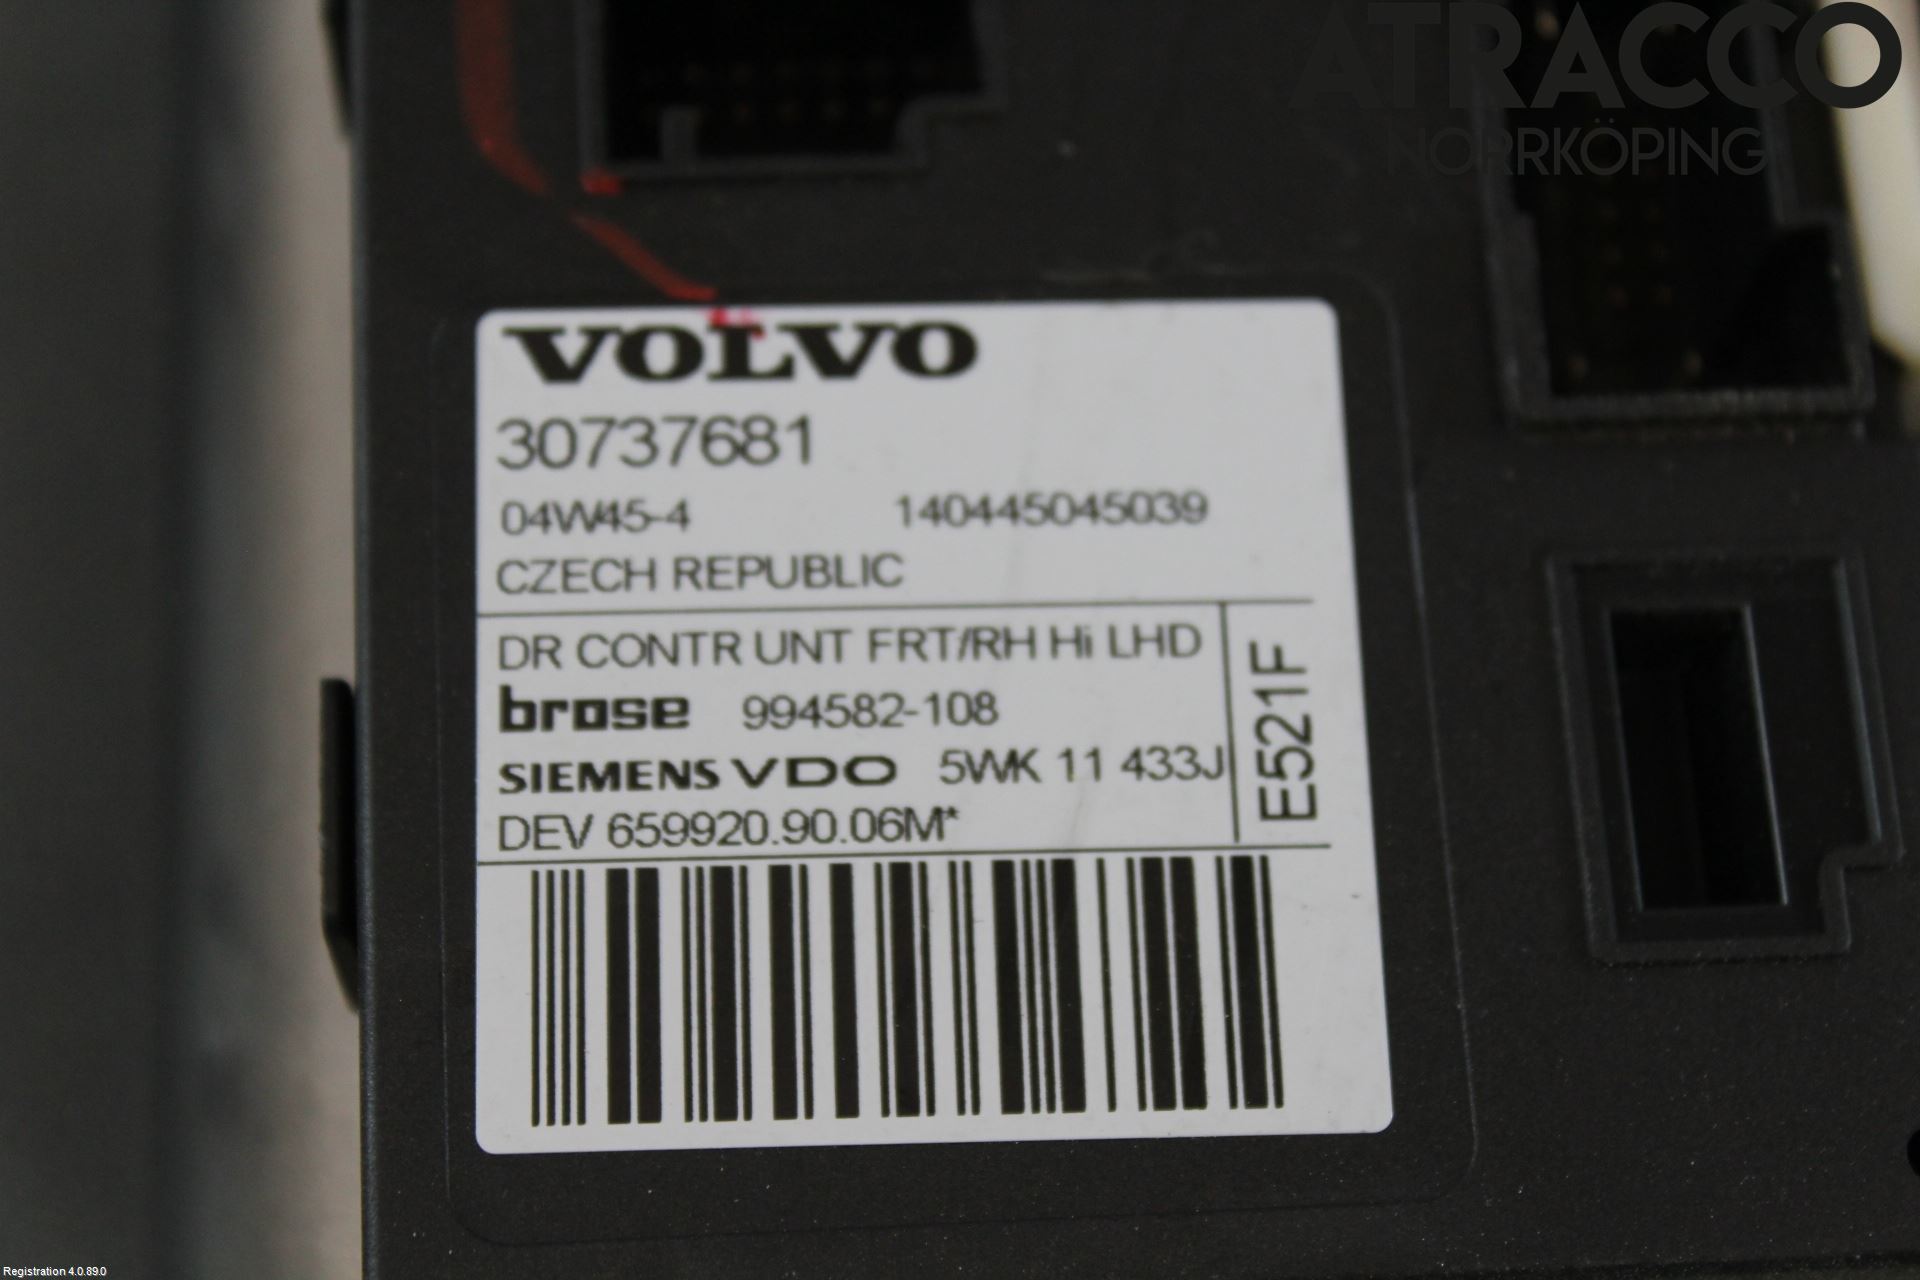 ATRACCO
NORRKÖPING
VOLVO
30737681
04W45-4 140445045039
CZECH REPUBLIC
DR CONTR UNT FRT/RH Hi LHD
brose 994582-108
SIEMENS VDO 5WK 11 433J
DEV 659920.90.06M*
E521F
Registration 4.0.89.0